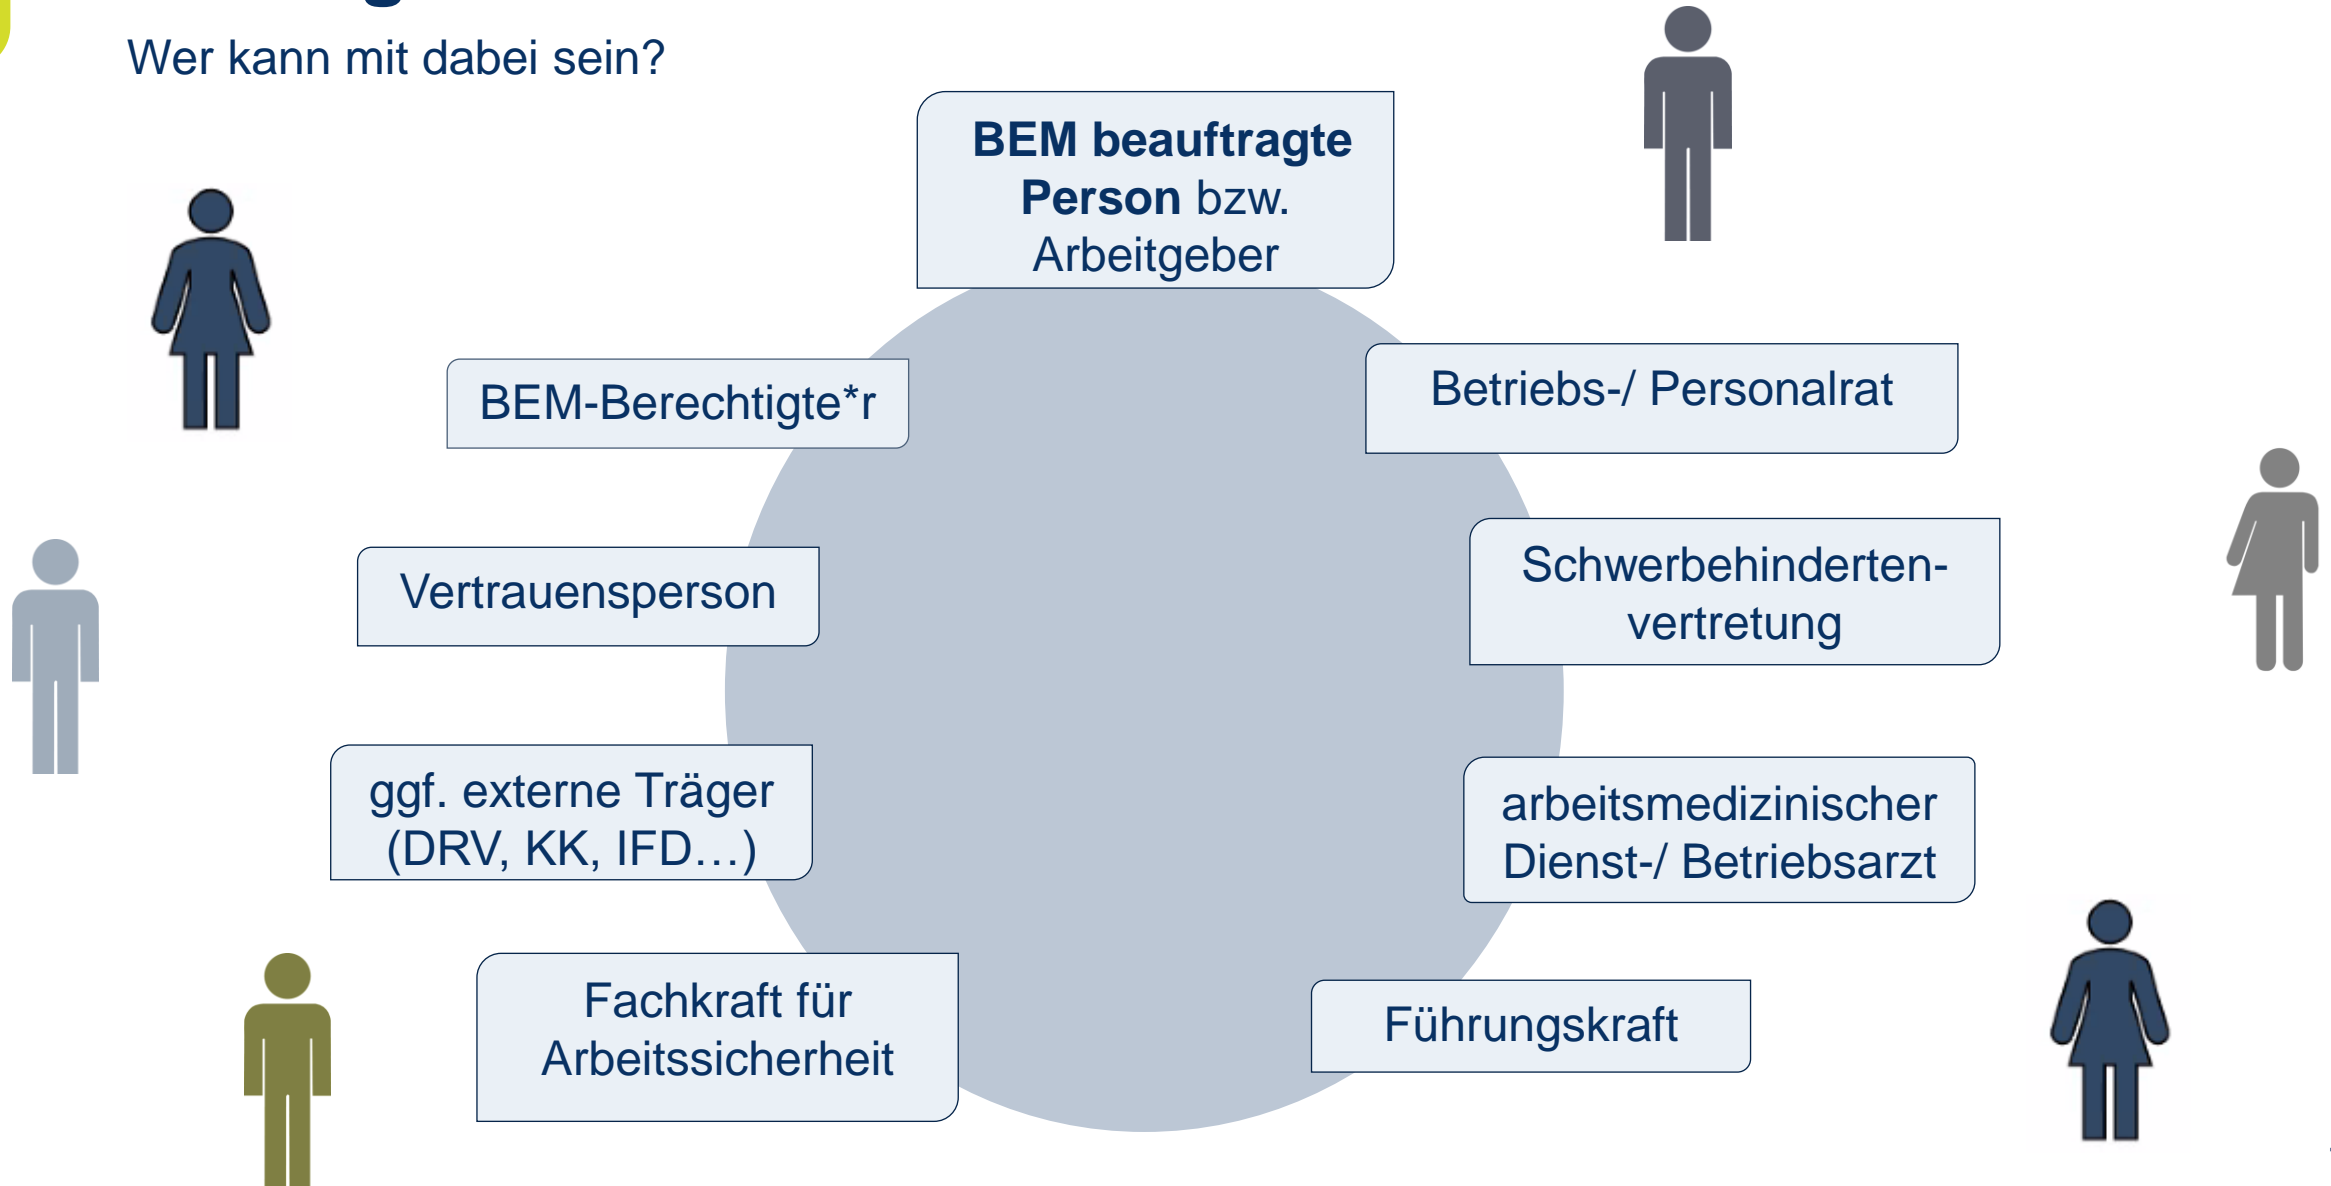 Wer kann mit dabei sein?
BEM beauftragte
Person bzw.
Arbeitgeber
BEM-Berechtigte*r
Betriebs-/ Personalrat
Vertrauensperson
Schwerbehinderten-
vertretung
ggf. externe Träger
(DRV, KK, IFD…)
arbeitsmedizinischer
Dienst-/ Betriebsarzt
Fachkraft für
Arbeitssicherheit
Führungskraft